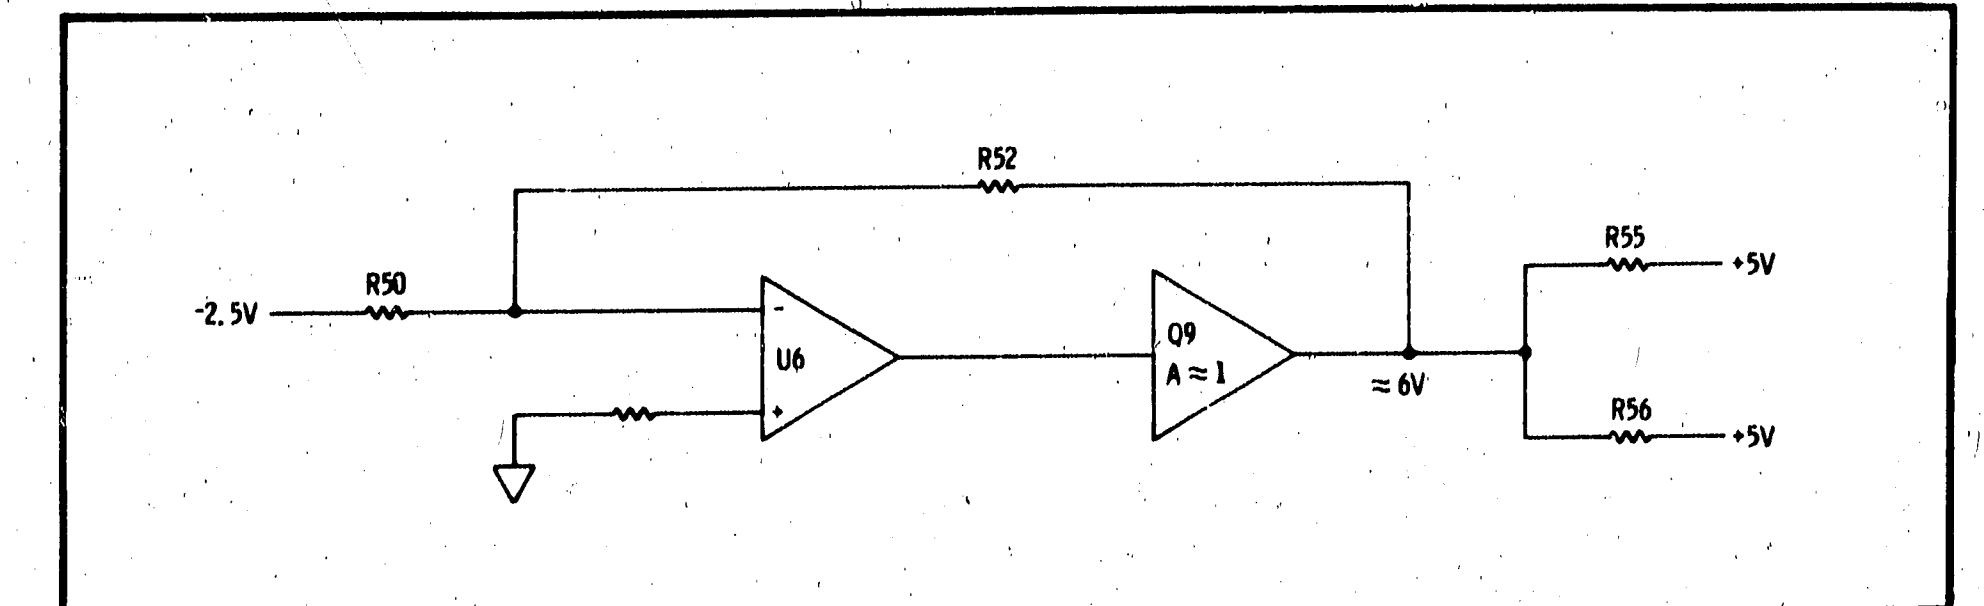 R52
R55
+5V
R50
-2.5V
-
U6
+
Q9
A ≈ 1
≈ 6V
R56
+5V